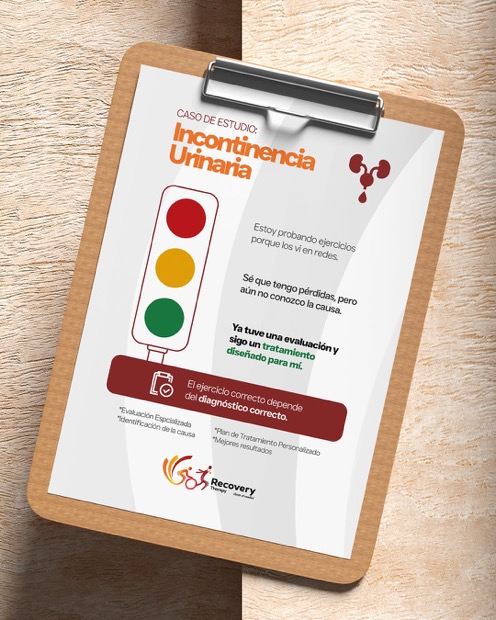 CASO DE ESTUDIO:
Incontinencia
Urinaria
Estoy probando ejercicios
porque los vi en redes.
Sé que tengo pérdidas, pero
aún no conozco la causa.
Ya tuve una evaluación y
sigo un tratamiento
diseñado para mí.
El ejercicio correcto depende
del diagnóstico correcto.
*Evaluación Espcializada
*Identificación de la causa
*Plan de Tratamiento Personalizado
*Mejores resultados
Recovery
Therapy